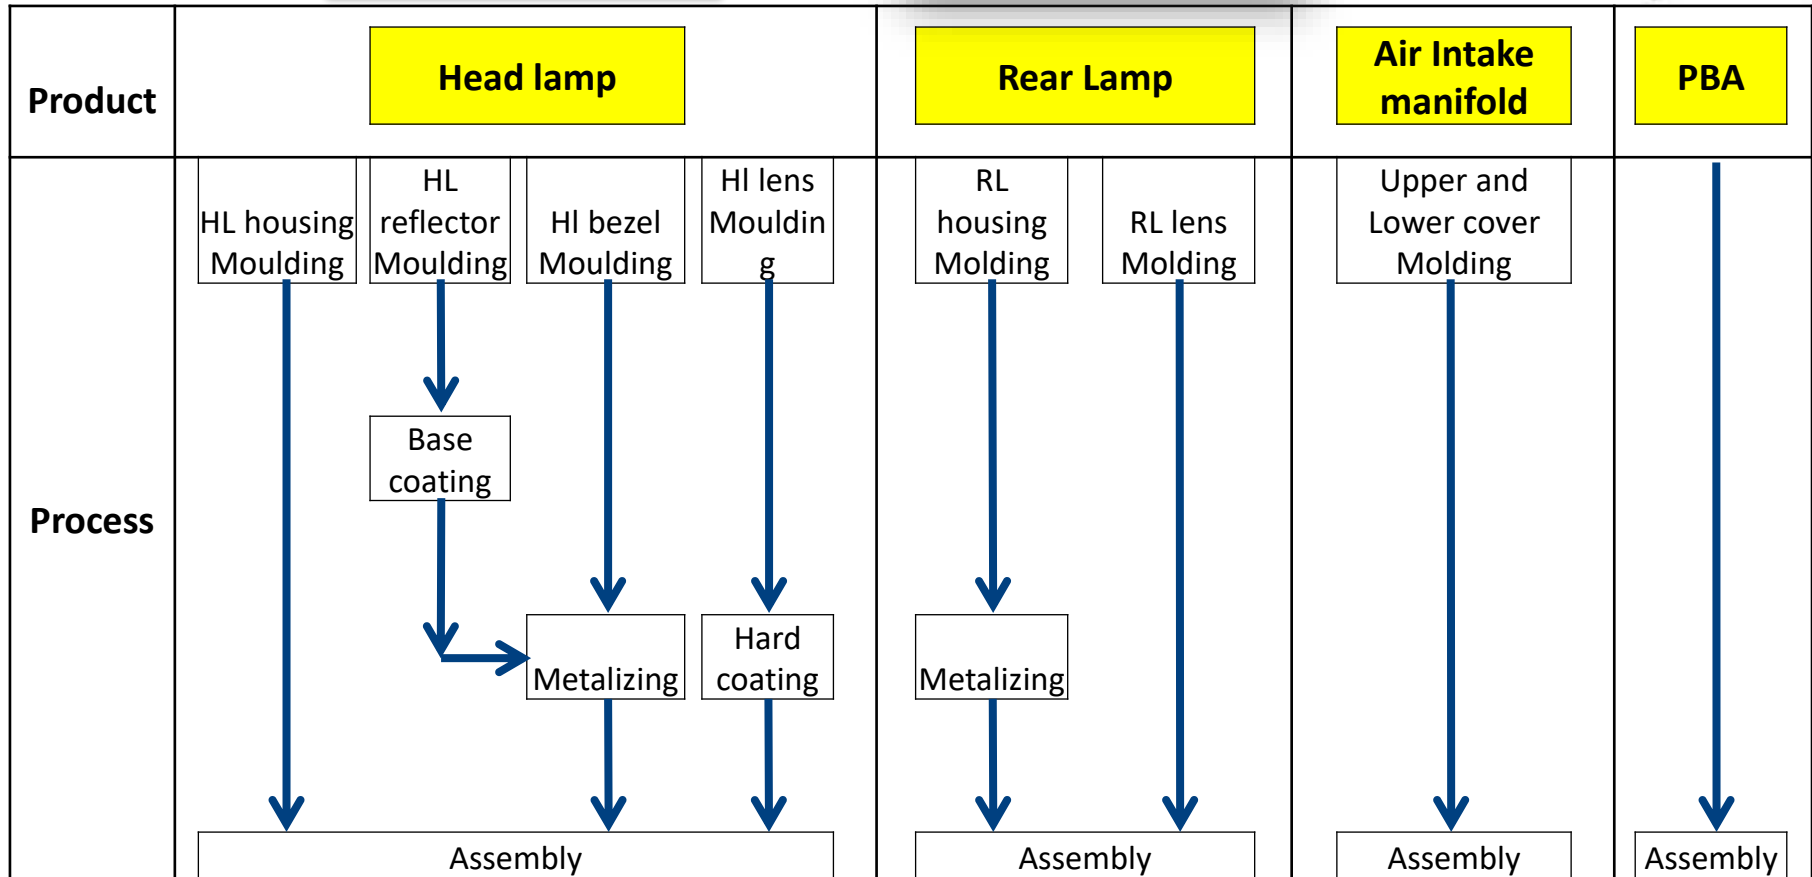 Product
Head lamp
Rear Lamp
Air Intake
manifold
PBA
Process
HL housing
Moulding
HL
reflector
Moulding
Hl bezel
Moulding
Hl lens
Mouldin
g
RL
housing
Molding
RL lens
Molding
Upper and
Lower cover
Molding
Base
coating
Metalizing
Hard
coating
Metalizing
Assembly
Assembly
Assembly
Assembly